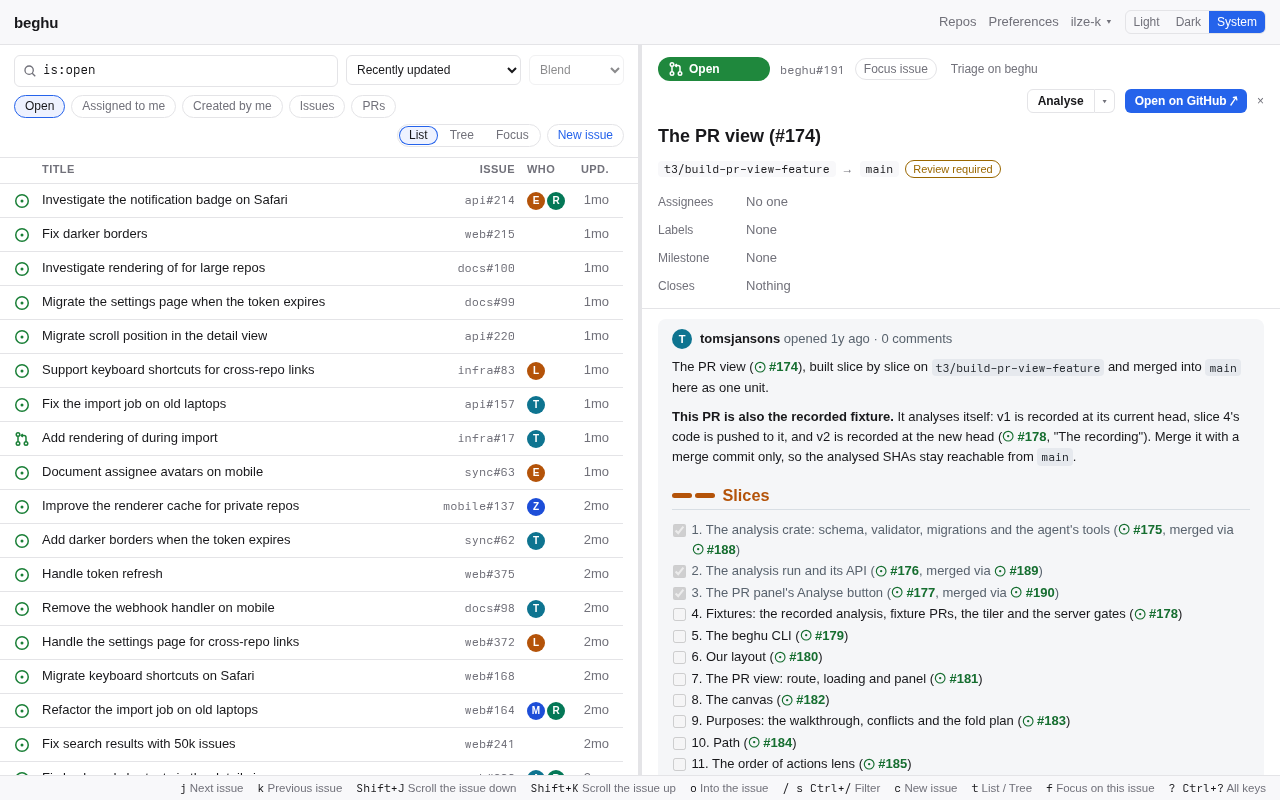 beghu
Repos Preferences ilze-k Light Dark System
is:open Recently updated Blend
Open Assigned to me Created by me Issues PRs
List Tree Focus New issue
TITLE ISSUE WHO UPD.
Investigate the notification badge on Safari api#214 E R 1mo
Fix darker borders web#215 1mo
Investigate rendering of for large repos docs#100 1mo
Migrate the settings page when the token expires docs#99 1mo
Migrate scroll position in the detail view api#220 1mo
Support keyboard shortcuts for cross-repo links infra#83 L 1mo
Fix the import job on old laptops api#157 T 1mo
Add rendering of during import infra#17 T 1mo
Document assignee avatars on mobile sync#63 E 1mo
Improve the renderer cache for private repos mobile#137 Z 2mo
Add darker borders when the token expires sync#62 T 2mo
Handle token refresh web#375 2mo
Remove the webhook handler on mobile docs#98 T 2mo
Handle the settings page for cross-repo links web#372 L 2mo
Migrate keyboard shortcuts on Safari web#168 2mo
Refactor the import job on old laptops web#164 M R 2mo
Fix search results with 50k issues web#241 2mo
Open beghu#191 Focus issue Triage on beghu
Analyse Open on GitHub ↗ ×
The PR view (#174)
t3/build-pr-view-feature → main Review required
Assignees No one
Labels None
Milestone None
Closes Nothing
T tomsjansons opened 1y ago · 0 comments
The PR view (#174), built slice by slice on t3/build-pr-view-feature and merged into main
here as one unit.
This PR is also the recorded fixture. It analyses itself: v1 is recorded at its current head, slice 4's
code is pushed to it, and v2 is recorded at the new head (#178, "The recording"). Merge it with a
merge commit only, so the analysed SHAs stay reachable from main.
Slices
1. The analysis crate: schema, validator, migrations and the agent's tools (#175, merged via
#188)
2. The analysis run and its API (#176, merged via #189)
3. The PR panel's Analyse button (#177, merged via #190)
4. Fixtures: the recorded analysis, fixture PRs, the tiler and the server gates (#178)
5. The beghu CLI (#179)
6. Our layout (#180)
7. The PR view: route, loading and panel (#181)
8. The canvas (#182)
9. Purposes: the walkthrough, conflicts and the fold plan (#183)
10. Path (#184)
11. The order of actions lens (#185)
j Next issue k Previous issue Shift+J Scroll the issue down Shift+K Scroll the issue up o Into the issue / s Ctrl+/ Filter c New issue t List / Tree f Focus on this issue ? Ctrl+? All keys